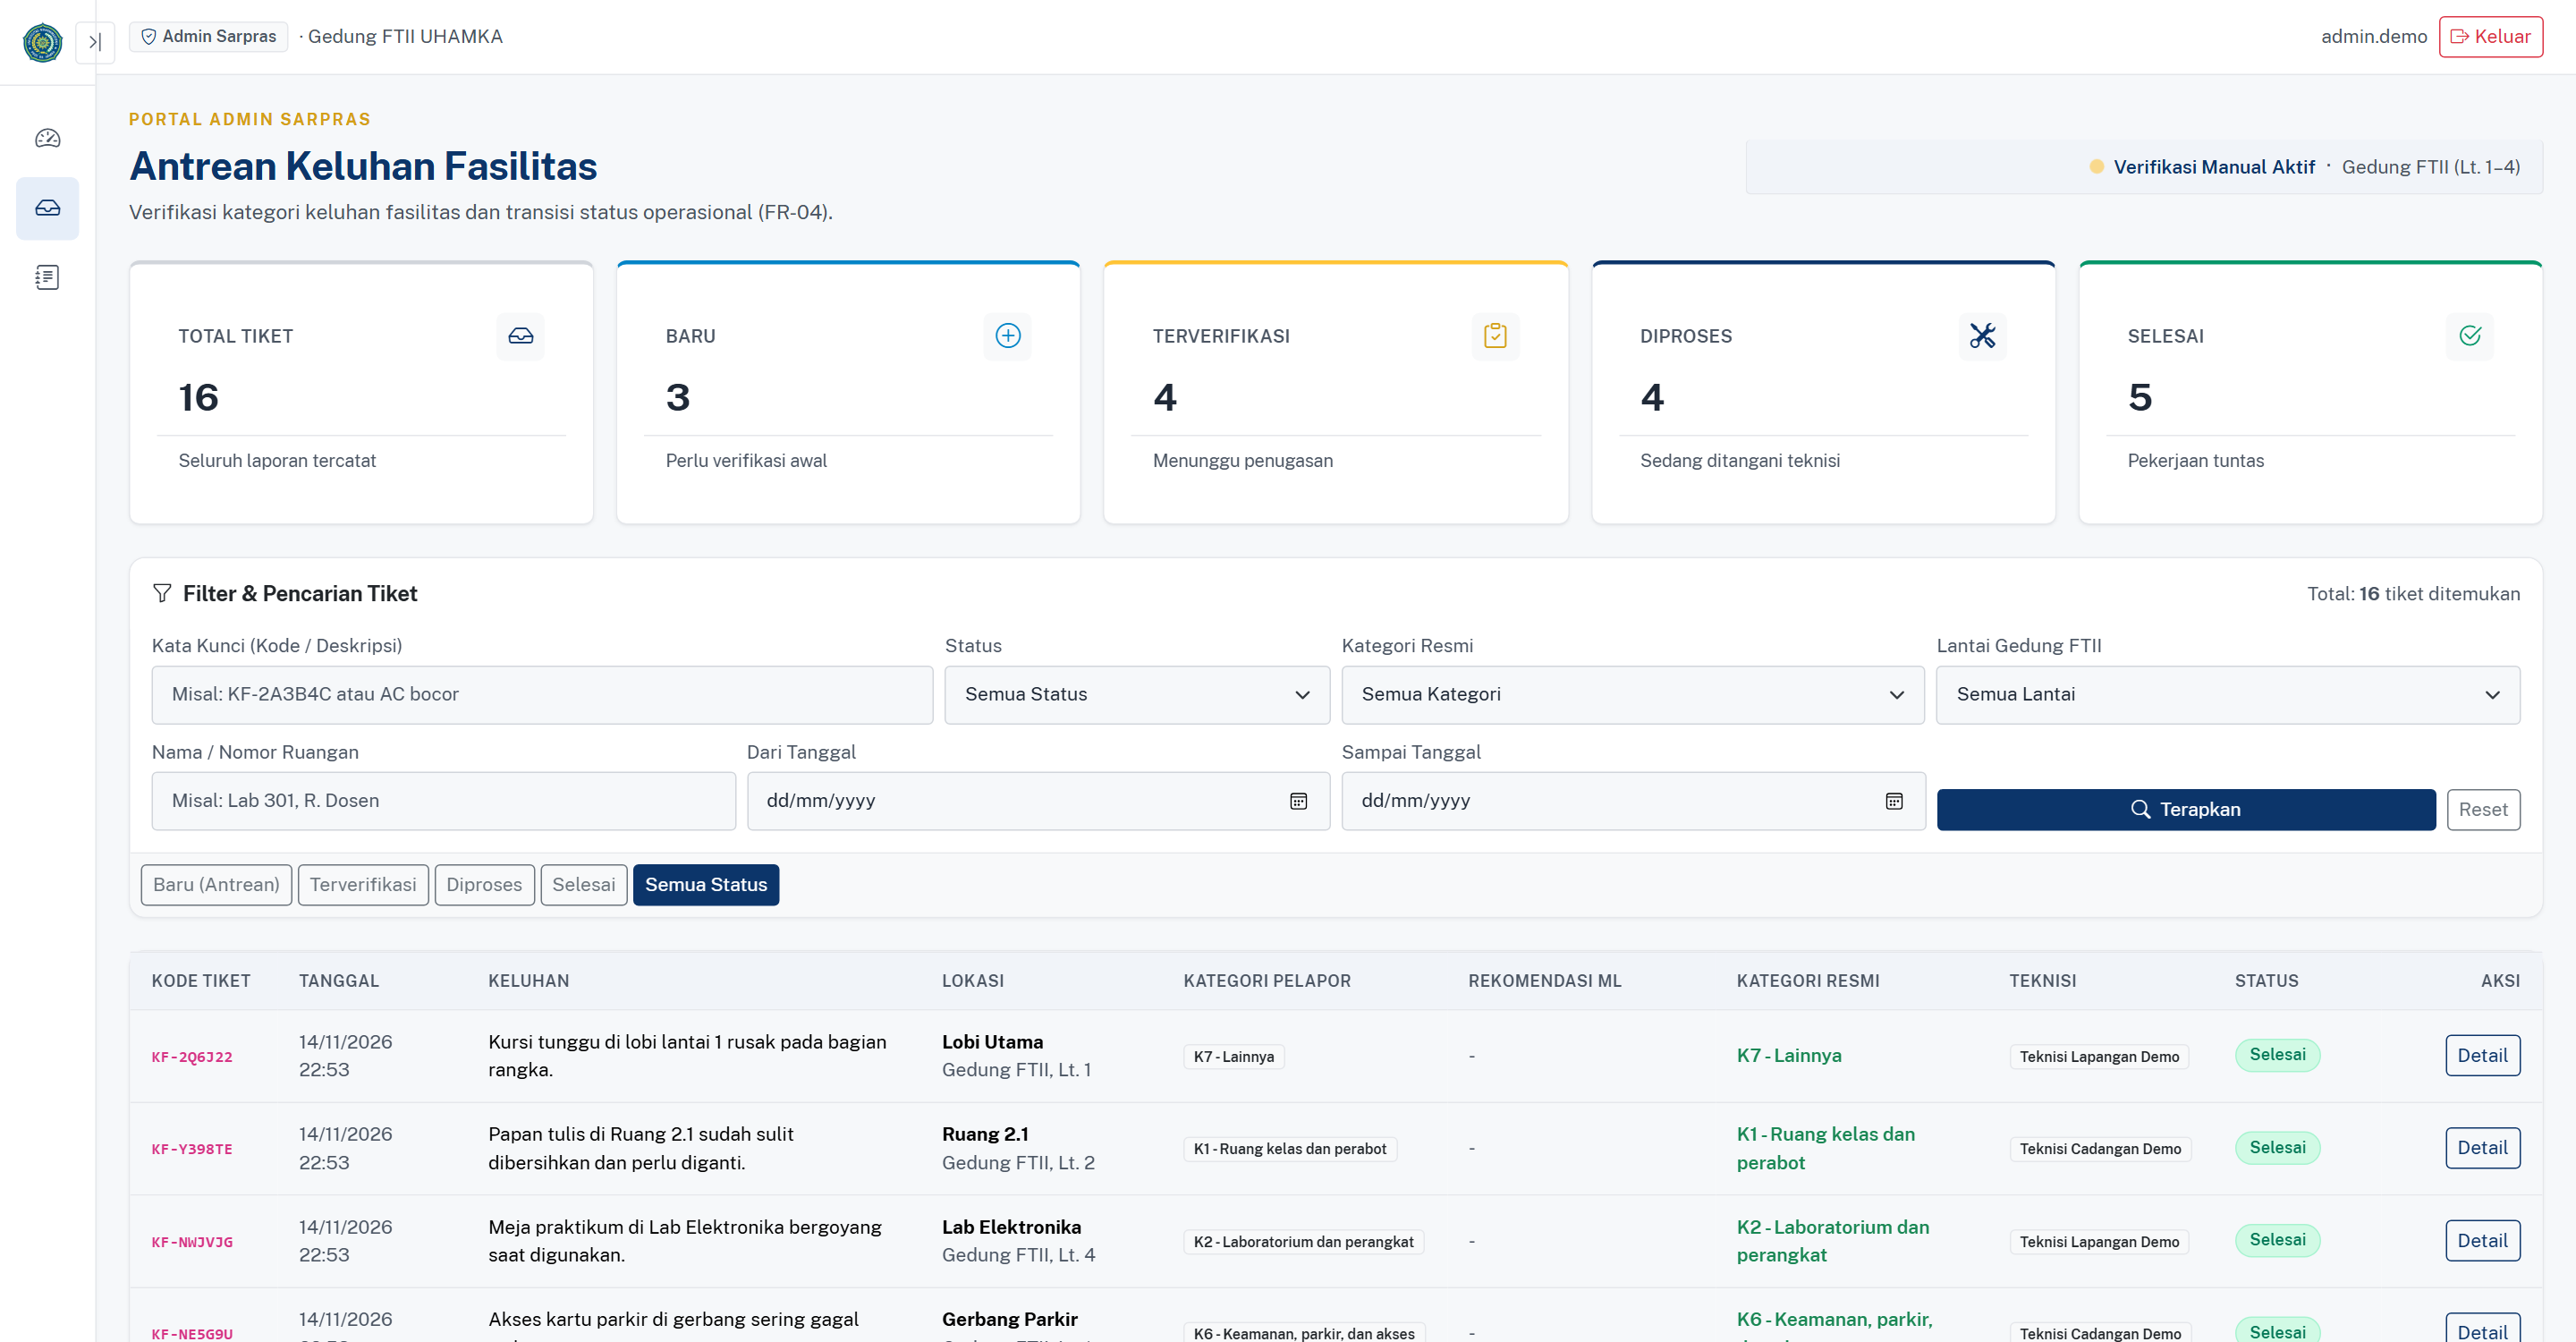 Admin Sarpras · Gedung FTII UHAMKA
admin.demo
Keluar
PORTAL ADMIN SARPRAS
Antrean Keluhan Fasilitas
Verifikasi kategori keluhan fasilitas dan transisi status operasional (FR-04).
Verifikasi Manual Aktif · Gedung FTII (Lt. 1–4)
TOTAL TIKET
16
Seluruh laporan tercatat
BARU
3
Perlu verifikasi awal
TERVERIFIKASI
4
Menunggu penugasan
DIPROSES
4
Sedang ditangani teknisi
SELESAI
5
Pekerjaan tuntas
Filter & Pencarian Tiket
Total: 16 tiket ditemukan
Kata Kunci (Kode / Deskripsi)
Misal: KF-2A3B4C atau AC bocor
Status
Semua Status
Kategori Resmi
Semua Kategori
Lantai Gedung FTII
Semua Lantai
Nama / Nomor Ruangan
Misal: Lab 301, R. Dosen
Dari Tanggal
dd/mm/yyyy
Sampai Tanggal
dd/mm/yyyy
Terapkan
Reset
Baru (Antrean)
Terverifikasi
Diproses
Selesai
Semua Status
KODE TIKET
TANGGAL
KELUHAN
LOKASI
KATEGORI PELAPOR
REKOMENDASI ML
KATEGORI RESMI
TEKNISI
STATUS
AKSI
KF-2Q6J22
14/11/2026
22:53
Kursi tunggu di lobi lantai 1 rusak pada bagian
rangka.
Lobi Utama
Gedung FTII, Lt. 1
K7 - Lainnya
-
K7 - Lainnya
Teknisi Lapangan Demo
Selesai
Detail
KF-Y398TE
14/11/2026
22:53
Papan tulis di Ruang 2.1 sudah sulit
dibersihkan dan perlu diganti.
Ruang 2.1
Gedung FTII, Lt. 2
K1 - Ruang kelas dan perabot
-
K1 - Ruang kelas dan
perabot
Teknisi Cadangan Demo
Selesai
Detail
KF-NWJVJG
14/11/2026
22:53
Meja praktikum di Lab Elektronika bergoyang
saat digunakan.
Lab Elektronika
Gedung FTII, Lt. 4
K2 - Laboratorium dan perangkat
-
K2 - Laboratorium dan
perangkat
Teknisi Lapangan Demo
Selesai
Detail
KF-NE5G9U
14/11/2026
Akses kartu parkir di gerbang sering gagal
Gerbang Parkir
K6 - Keamanan, parkir, dan akses
-
K6 - Keamanan, parkir,
Teknisi Cadangan Demo
Selesai
Detail